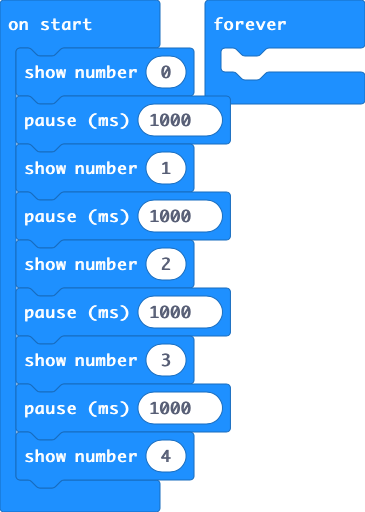 on start
show number 0
pause (ms) 1000
show number 1
pause (ms) 1000
show number 2
pause (ms) 1000
show number 3
pause (ms) 1000
show number 4
forever